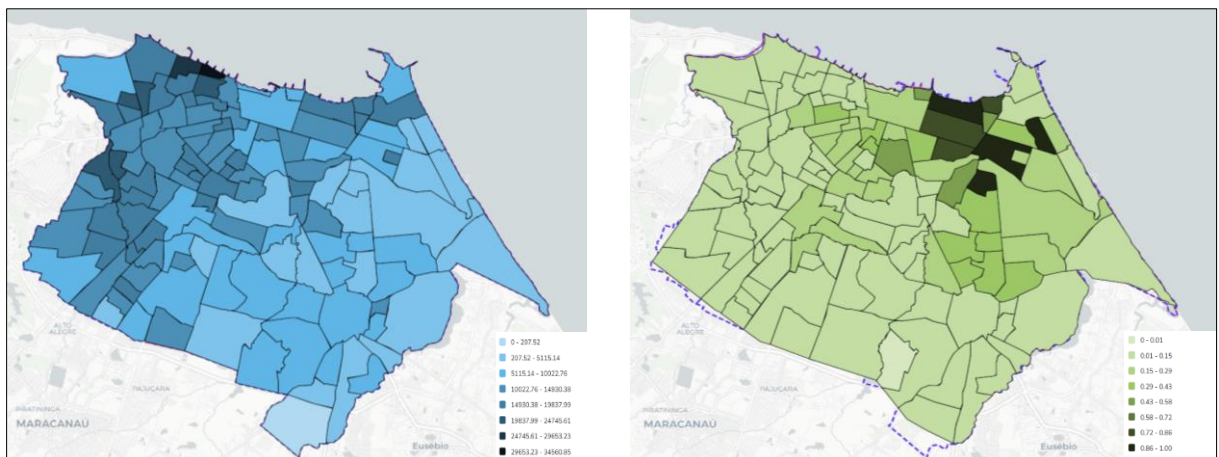 ALTO
ALEGRE
PAJUÇARA
PIRATININGA
MARACANAÚ
Eusébio
0 - 207.52
207.52 - 5115.14
5115.14 - 10022.76
10022.76 - 14930.38
14930.38 - 19837.99
19837.99 - 24745.61
24745.61 - 29653.23
29653.23 - 34560.85
ALTO
ALEGRE
PAJUÇARA
PIRATININGA
MARACANAÚ
Eusébio
0 - 0.01
0.01 - 0.15
0.15 - 0.29
0.29 - 0.43
0.43 - 0.58
0.58 - 0.72
0.72 - 0.86
0.86 - 1.00